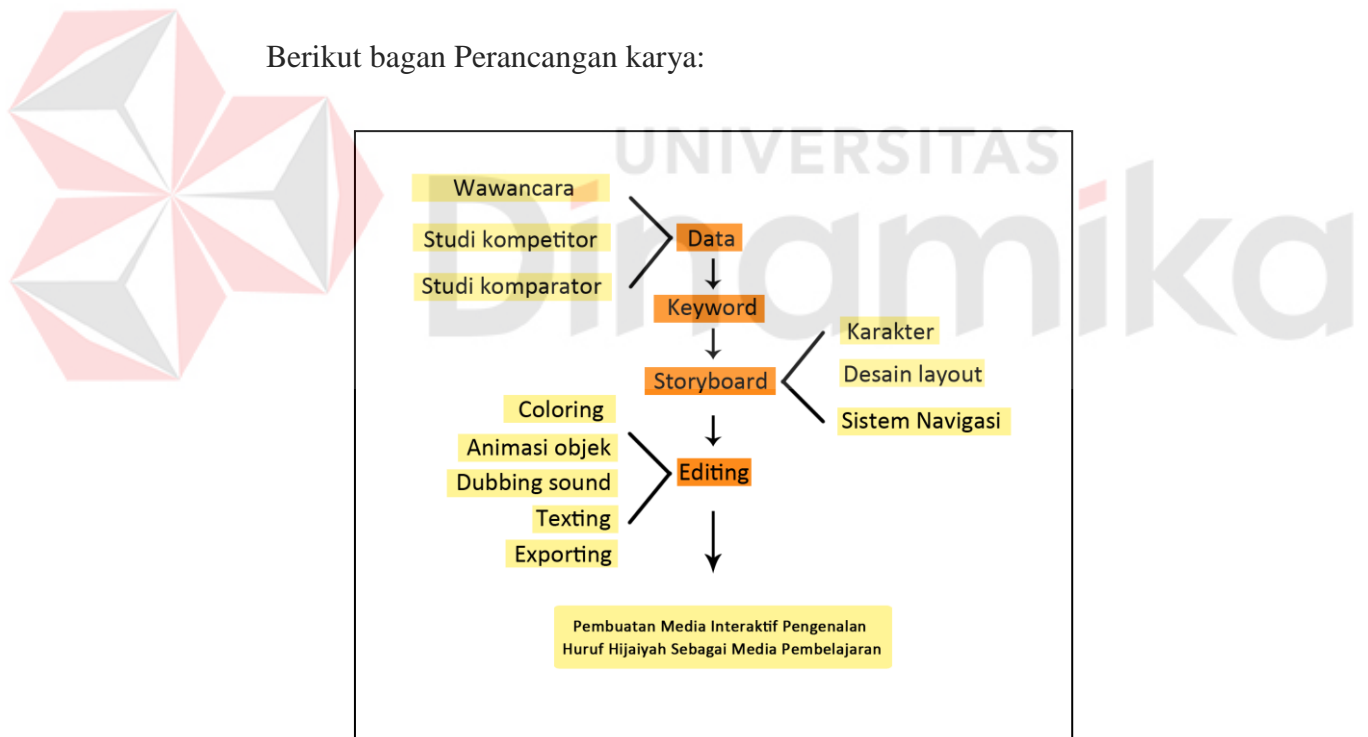 Berikut bagan Perancangan karya:
UNIVERSITAS
Dinamika
Wawancara
Studi kompetitor
Studi komparator
Data
Keyword
Storyboard
Karakter
Desain layout
Sistem Navigasi
Coloring
Animasi objek
Dubbing sound
Texting
Exporting
Editing
Pembuatan Media Interaktif Pengenalan
Huruf Hijaiyah Sebagai Media Pembelajaran